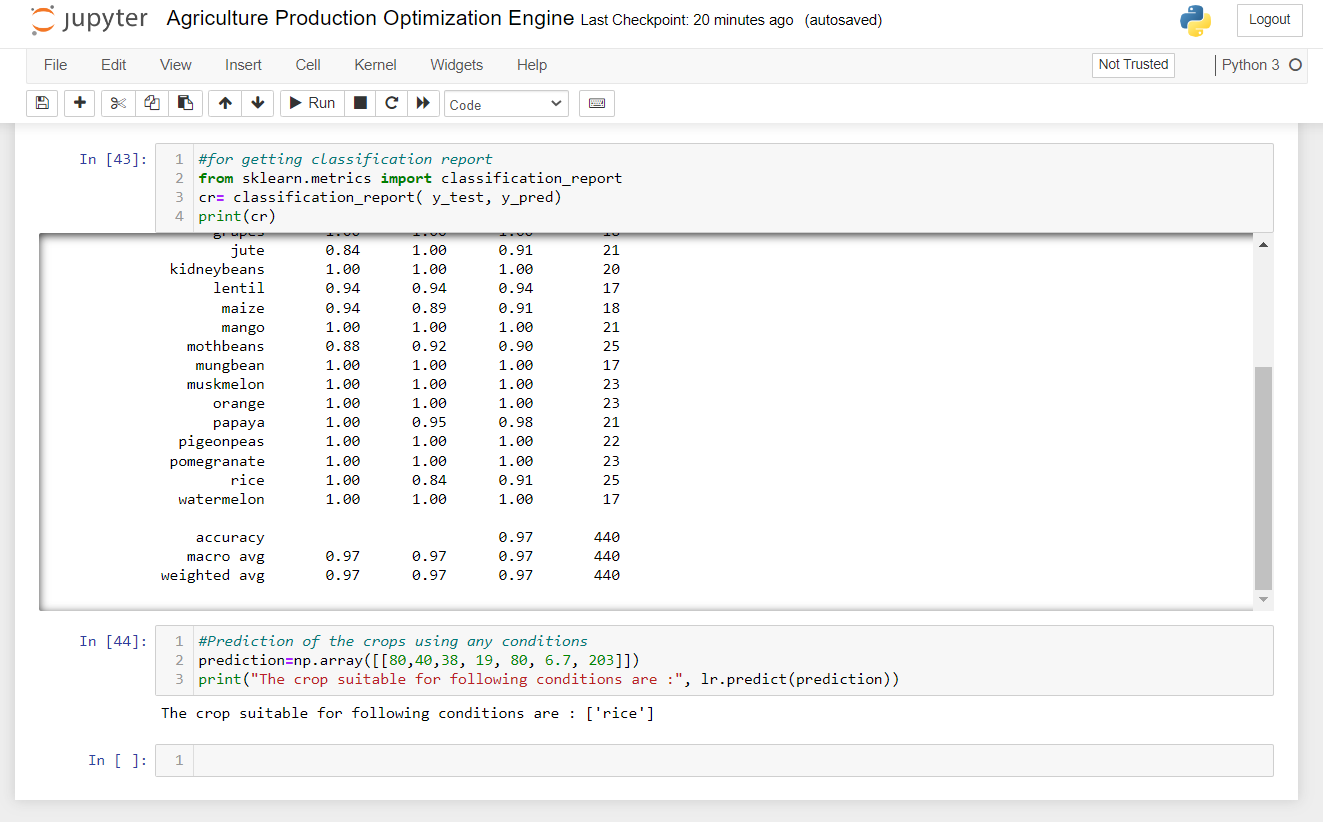 jupyter Agriculture Production Optimization Engine Last Checkpoint: 20 minutes ago (autosaved) Logout
File Edit View Insert Cell Kernel Widgets Help Not Trusted Python 3
Run Code
In [43]: 1 #for getting classification report
2 from sklearn.metrics import classification_report
3 cr= classification_report( y_test, y_pred)
4 print(cr)
grapes 1.00 1.00 1.00 18
jute 0.84 1.00 0.91 21
kidneybeans 1.00 1.00 1.00 20
lentil 0.94 0.94 0.94 17
maize 0.94 0.89 0.91 18
mango 1.00 1.00 1.00 21
mothbeans 0.88 0.92 0.90 25
mungbean 1.00 1.00 1.00 17
muskmelon 1.00 1.00 1.00 23
orange 1.00 1.00 1.00 23
papaya 1.00 0.95 0.98 21
pigeonpeas 1.00 1.00 1.00 22
pomegranate 1.00 1.00 1.00 23
rice 1.00 0.84 0.91 25
watermelon 1.00 1.00 1.00 17
accuracy 0.97 440
macro avg 0.97 0.97 0.97 440
weighted avg 0.97 0.97 0.97 440
In [44]: 1 #Prediction of the crops using any conditions
2 prediction=np.array([[80,40,38, 19, 80, 6.7, 203]])
3 print("The crop suitable for following conditions are :", lr.predict(prediction))
The crop suitable for following conditions are : ['rice']
In [ ]: 1